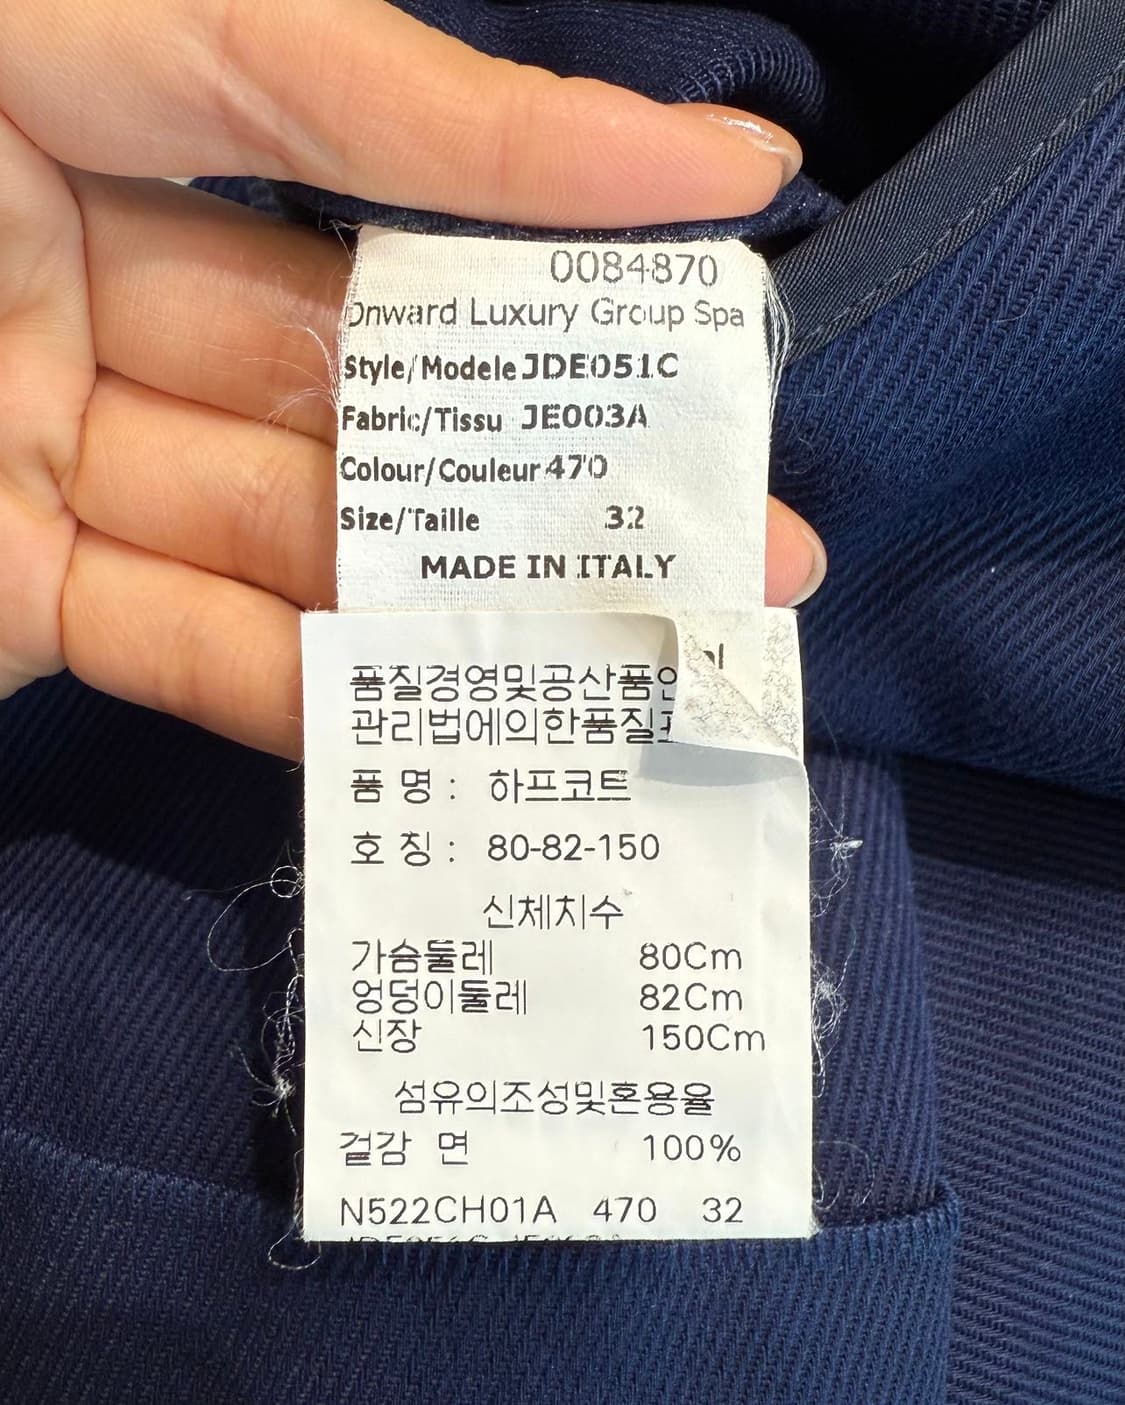 0084870
Onward Luxury Group Spa
Style/Modele JDE051C
Fabric/Tissu JE003A
Colour/Couleur 470
Size/Taille 32
MADE IN ITALY
품질경영및공산품
관리법에의한품질
품 명 : 하프코트
호 칭 : 80-82-150
신체치수
가슴둘레 80Cm
엉덩이둘레 82Cm
신장 150Cm
섬유의조성및혼용율
겉감 면 100%
N522CH01A 470 32